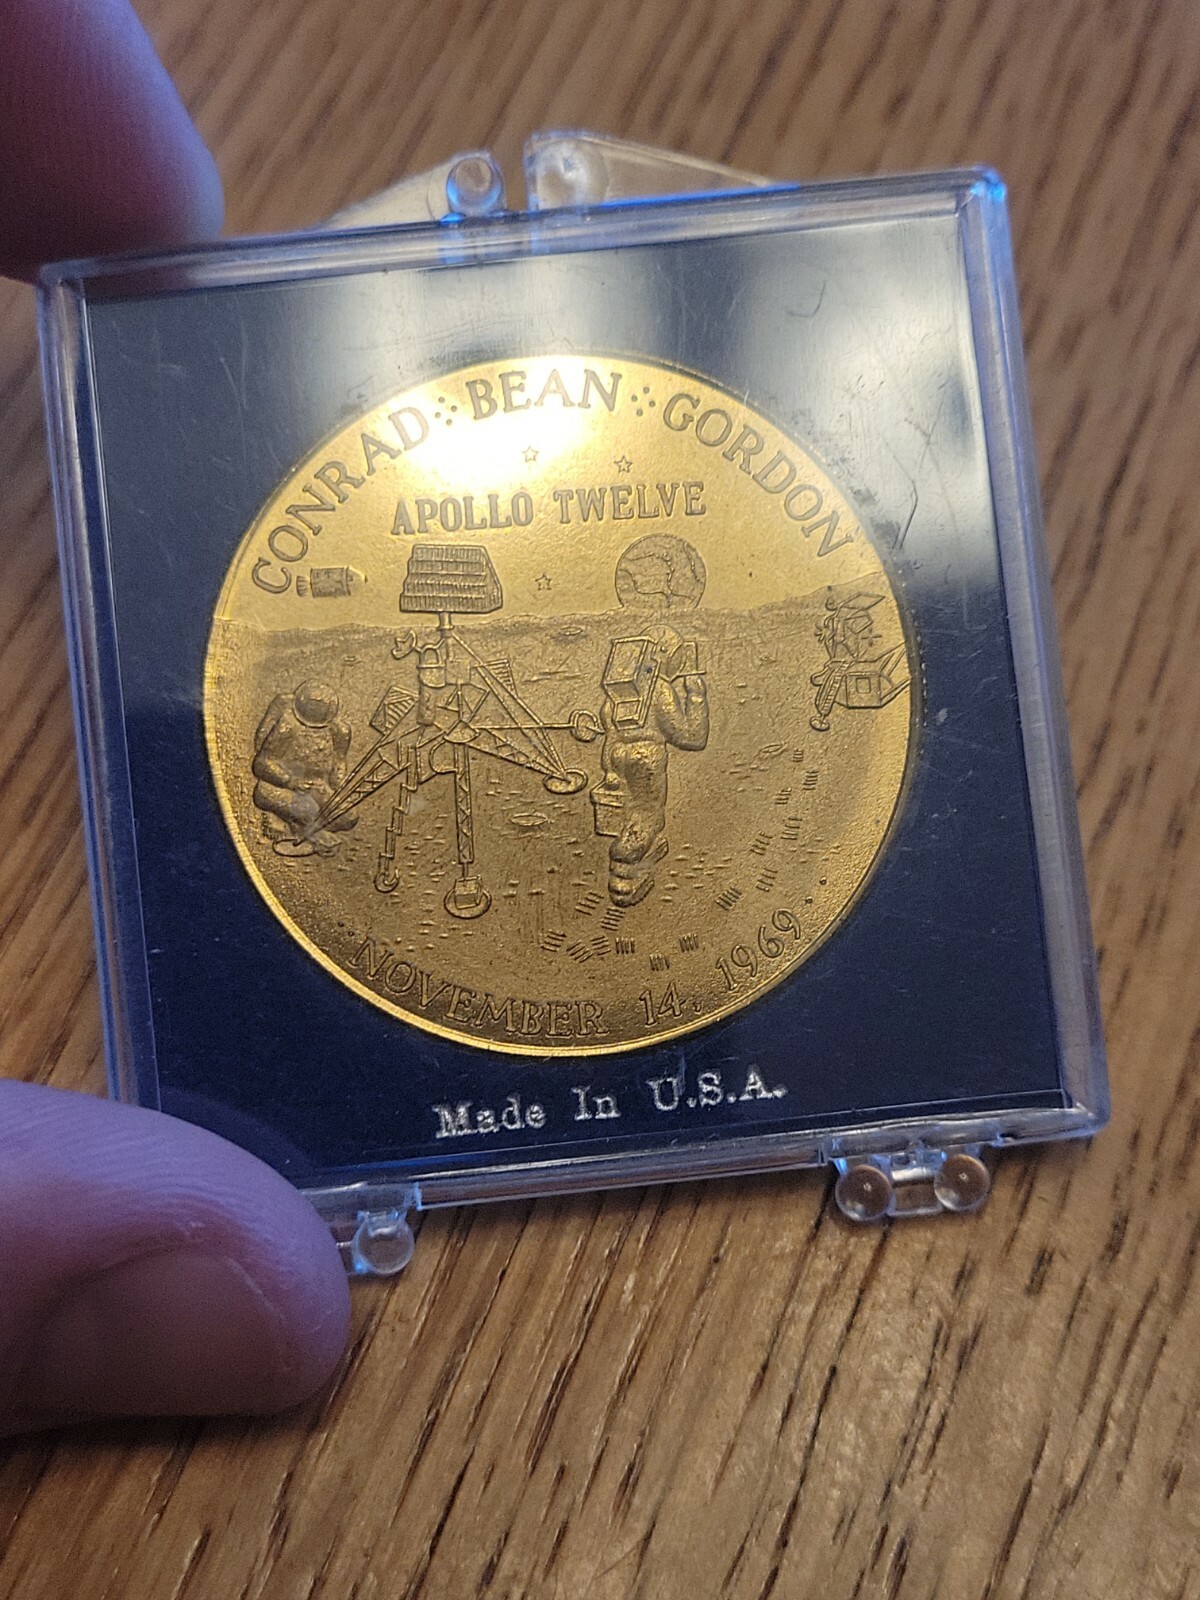 CONRAD BEAN GORDON
APOLLO TWELVE
NOVEMBER 14, 1969
Made In U.S.A.